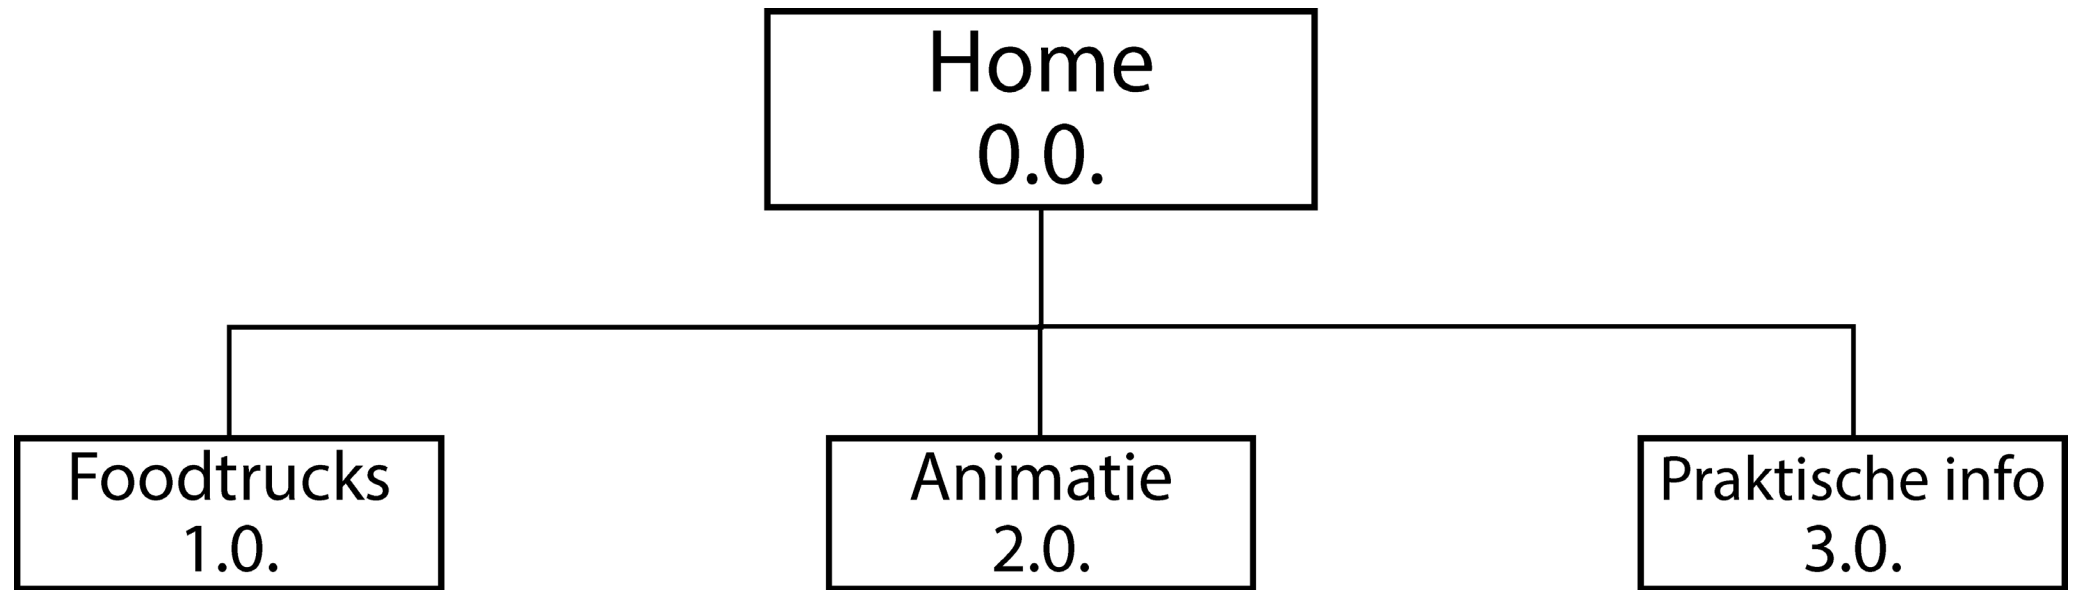 Home
0.0.
Foodtrucks
1.0.
Animatie
2.0.
Praktische info
3.0.